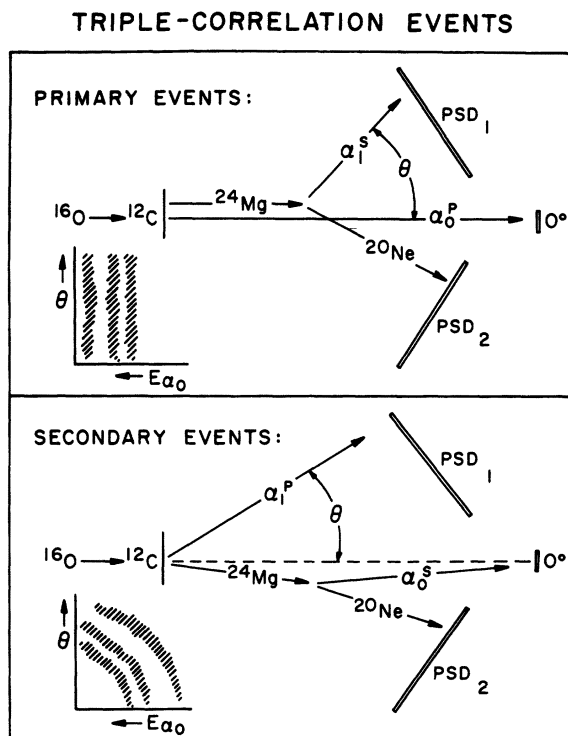 TRIPLE-CORRELATION EVENTS
PRIMARY EVENTS:
PSD₁
α₁ˢ
θ
¹⁶O → ¹²C
²⁴Mg
α₀ᴾ
0°
²⁰Ne
θ
PSD₂
← Eα₀
SECONDARY EVENTS:
PSD₁
α₁ᴾ
θ
¹⁶O → ¹²C
²⁴Mg
α₀ˢ
0°
²⁰Ne
θ
PSD₂
← Eα₀